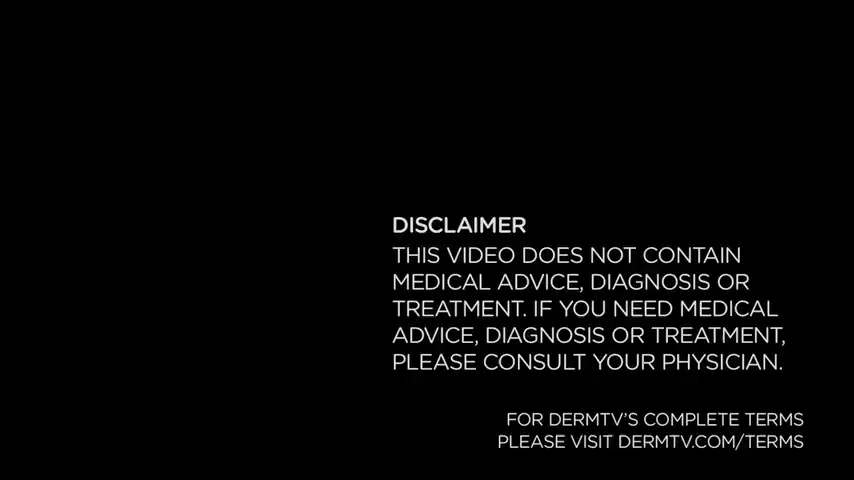 DISCLAIMER
THIS VIDEO DOES NOT CONTAIN
MEDICAL ADVICE, DIAGNOSIS OR
TREATMENT. IF YOU NEED MEDICAL
ADVICE, DIAGNOSIS OR TREATMENT,
PLEASE CONSULT YOUR PHYSICIAN.
FOR DERMTV'S COMPLETE TERMS
PLEASE VISIT DERMTV.COM/TERMS